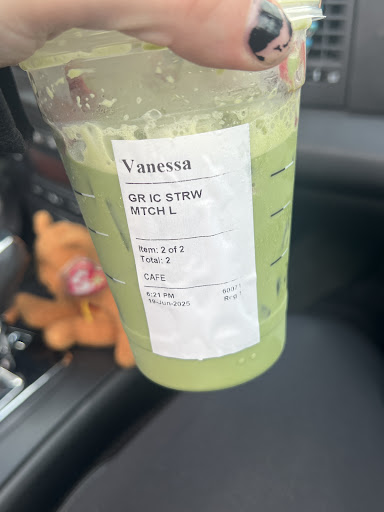 Vanessa
GR IC STRW
MTCH L
Item: 2 of 2
Total: 2
CAFE
6:21 PM
19-Jun-2025